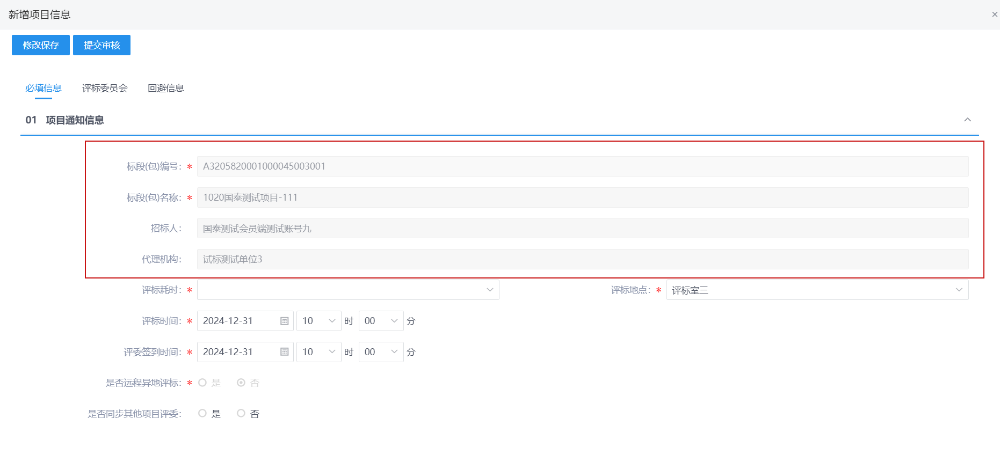 新增项目信息 ×
修改保存 提交审核
必填信息 评标委员会 回避信息
01 项目通知信息
标段(包)编号： * A3205820001000045003001
标段(包)名称： * 1020国泰测试项目-111
招标人： 国泰测试会员端测试账号九
代理机构： 试标测试单位3
评标耗时： * 评标地点： * 评标室三
评标时间： * 2024-12-31 10 时 00 分
评委签到时间： * 2024-12-31 10 时 00 分
是否远程异地评标： * 是 否
是否同步其他项目评委： 是 否